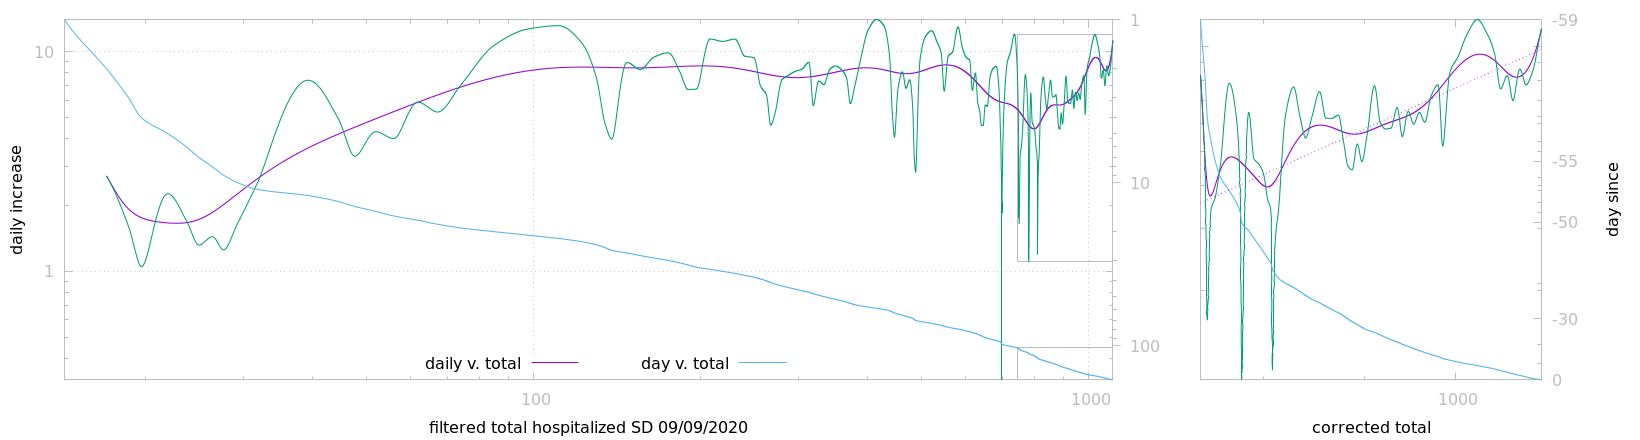 10
1
daily increase
daily v. total
day v. total
100
1000
filtered total hospitalized SD 09/09/2020
1
10
100
1000
corrected total
-59
-55
-50
-30
0
day since